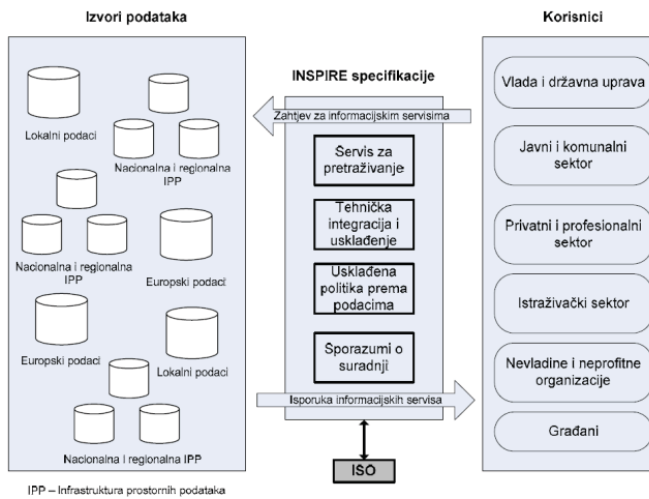 Izvori podataka
Lokalni podaci
Nacionalna i regionalna
IPP
Nacionalna i regionalna
IPP
Europski podaci
Europski podaci
Lokalni podaci
Nacionalna i regionalna IPP
IPP – Infrastruktura prostornih podataka
INSPIRE specifikacije
Zahtjev za informacijskim servisima
Servis za
pretraživanje
Tehnička
integracija i
usklađenje
Usklađena
politika prema
podacima
Sporazumi o
suradnji
Isporuka informacijskih servisa
ISO
Korisnici
Vlada i državna uprava
Javni i komunalni
sektor
Privatni i profesionalni
sektor
Istraživački sektor
Nevladine i neprofitne
organizacije
Građani